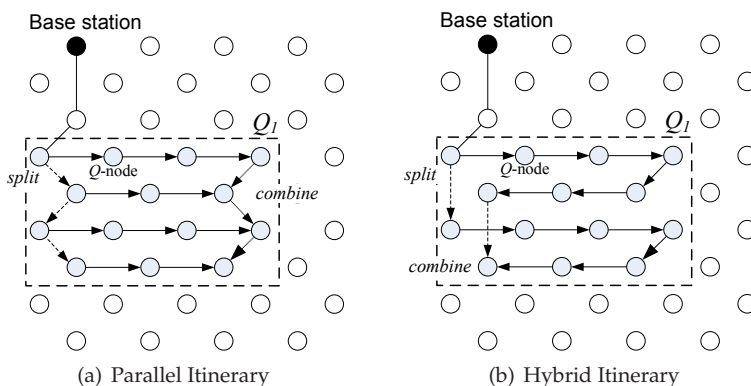 Base station
Q1
split
Q-node
combine
(a) Parallel Itinerary
Base station
Q1
split
Q-node
combine
(b) Hybrid Itinerary